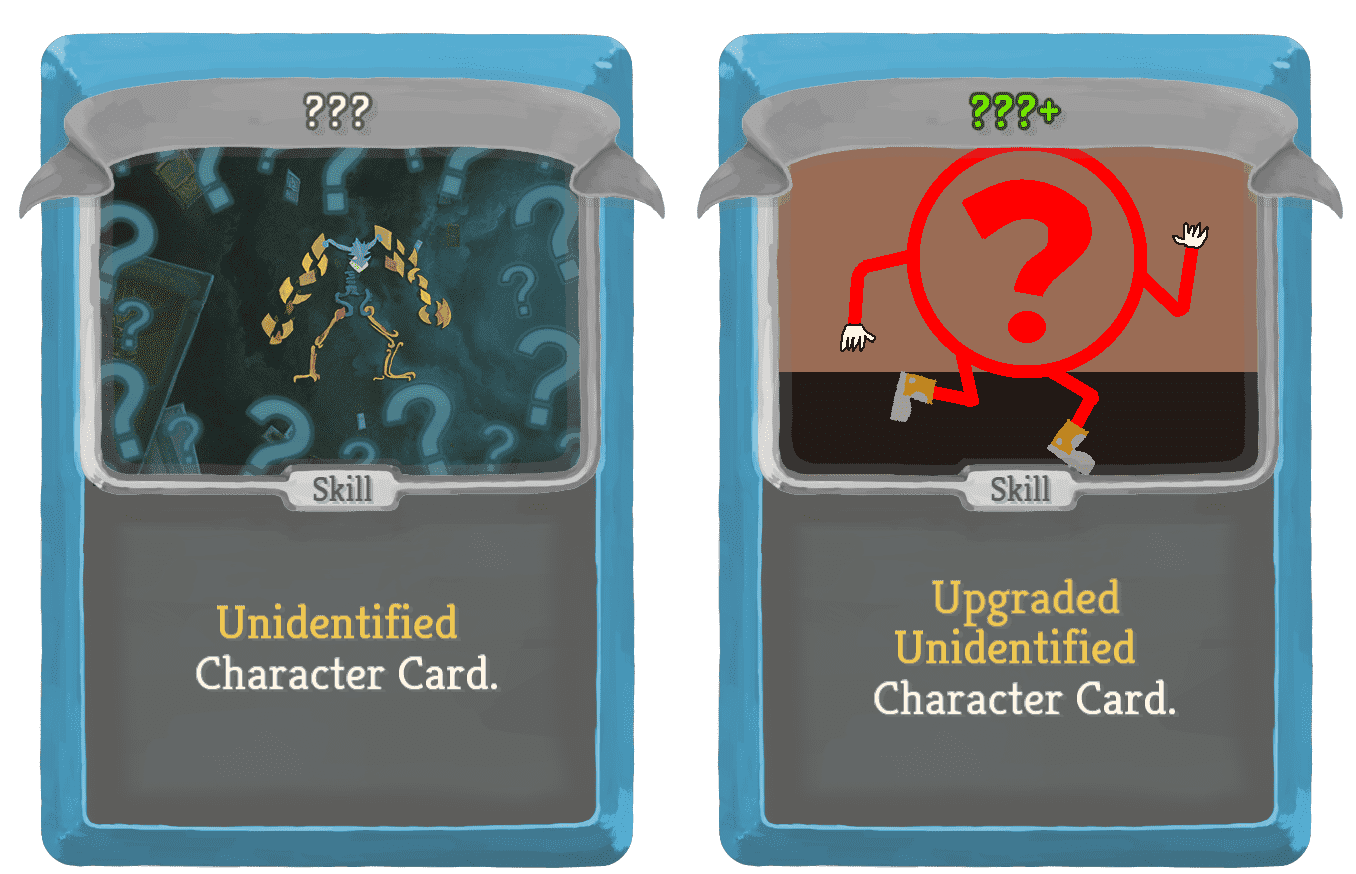 ???
Skill
Unidentified
Character Card.
???+
?
Skill
Upgraded
Unidentified
Character Card.